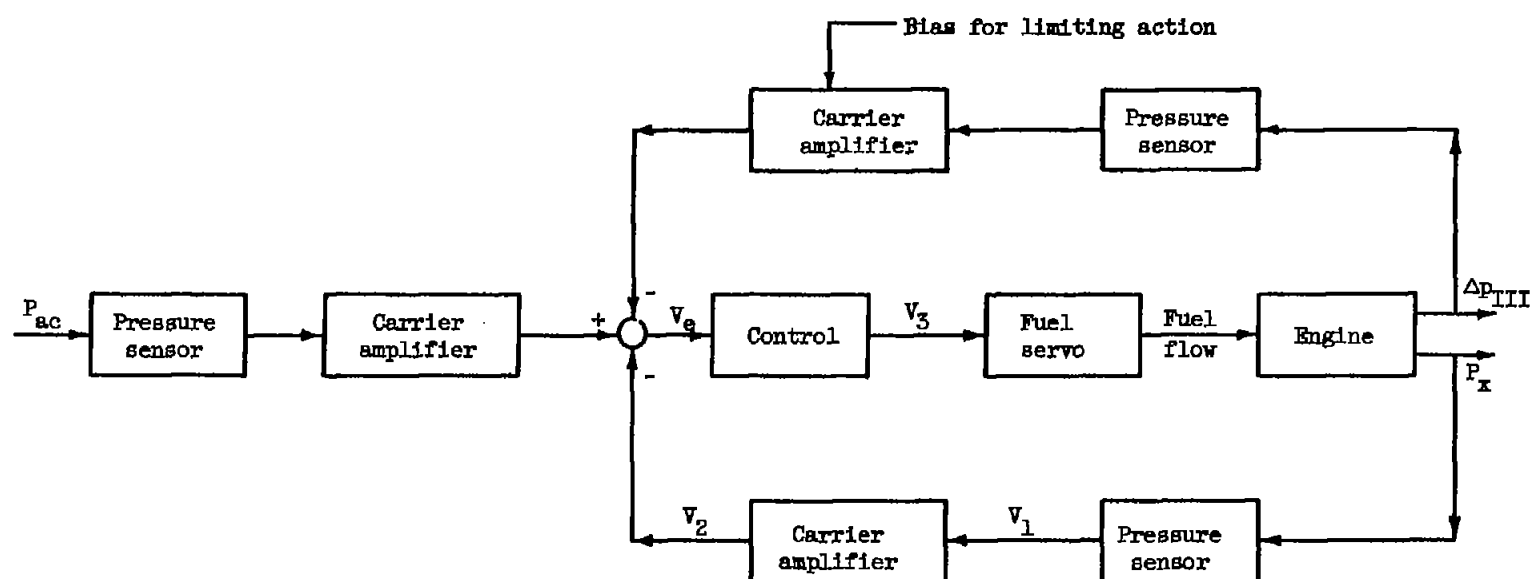 Bias for limiting action
Carrier
amplifier
Pressure
sensor
P_ac
Pressure
sensor
Carrier
amplifier
+
-
-
V_e
Control
V_3
Fuel
servo
Fuel
flow
Engine
Δp_III
P_x
V_2
Carrier
amplifier
V_1
Pressure
sensor